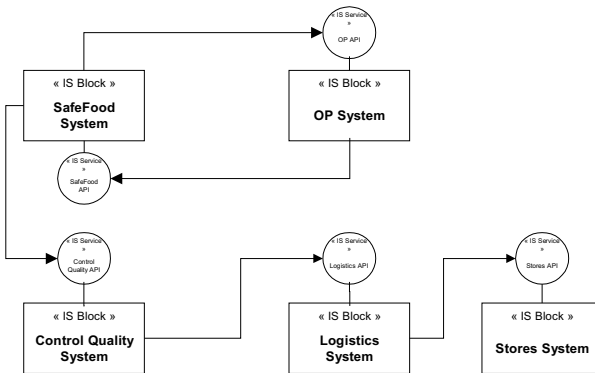 « IS Service
»
OP API
« IS Block »
SafeFood
System
« IS Block »
OP System
« IS Service
»
SafeFood
API
« IS Service
»
Control
Quality API
« IS Service
»
Logistics API
« IS Service
»
Stores API
« IS Block »
Control Quality
System
« IS Block »
Logistics
System
« IS Block »
Stores System